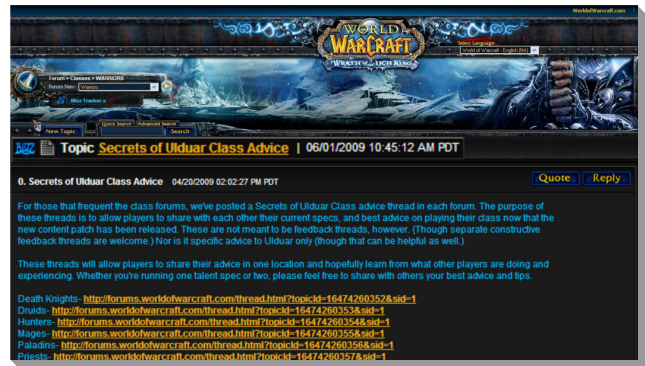 WorldofWarcraft.com
WORLD
OF
WARCRAFT
WRATH OF THE LICH KING
Select Language
World of Warcraft - English (NA)
Forum > Classes > WARRIORS
Forum Nav: Warriors
Blizz Tracker
Quick Search Advanced Search
New Topic Search
BLIZZ Topic Secrets of Ulduar Class Advice | 06/01/2009 10:45:12 AM PDT
0. Secrets of Ulduar Class Advice 04/20/2009 02:02:27 PM PDT Quote Reply
For those that frequent the class forums, we've posted a Secrets of Ulduar Class advice thread in each forum. The purpose of
these threads is to allow players to share with each other their current specs, and best advice on playing their class now that the
new content patch has been released. These are not meant to be feedback threads, however. (Though separate constructive
feedback threads are welcome.) Nor is it specific advice to Ulduar only (though that can be helpful as well.)
These threads will allow players to share their advice in one location and hopefully learn from what other players are doing and
experiencing. Whether you're running one talent spec or two, please feel free to share with others your best advice and tips.
Death Knights- http://forums.worldofwarcraft.com/thread.html?topicId=16474260352&sid=1
Druids- http://forums.worldofwarcraft.com/thread.html?topicId=16474260353&sid=1
Hunters- http://forums.worldofwarcraft.com/thread.html?topicId=16474260354&sid=1
Mages- http://forums.worldofwarcraft.com/thread.html?topicId=16474260355&sid=1
Paladins- http://forums.worldofwarcraft.com/thread.html?topicId=16474260356&sid=1
Priests- http://forums.worldofwarcraft.com/thread.html?topicId=16474260357&sid=1